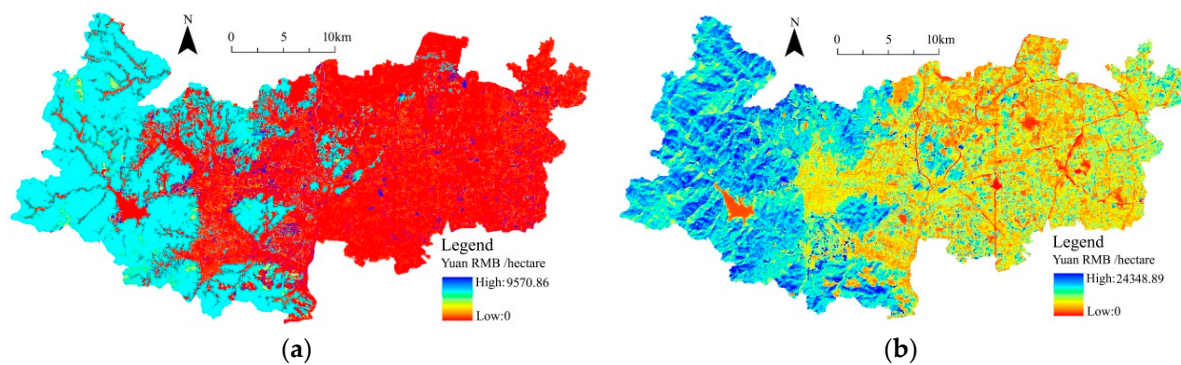 N
0 5 10km
Legend
Yuan RMB /hectare
High:9570.86
Low:0
(a)
N
0 5 10km
Legend
Yuan RMB /hectare
High:24348.89
Low:0
(b)